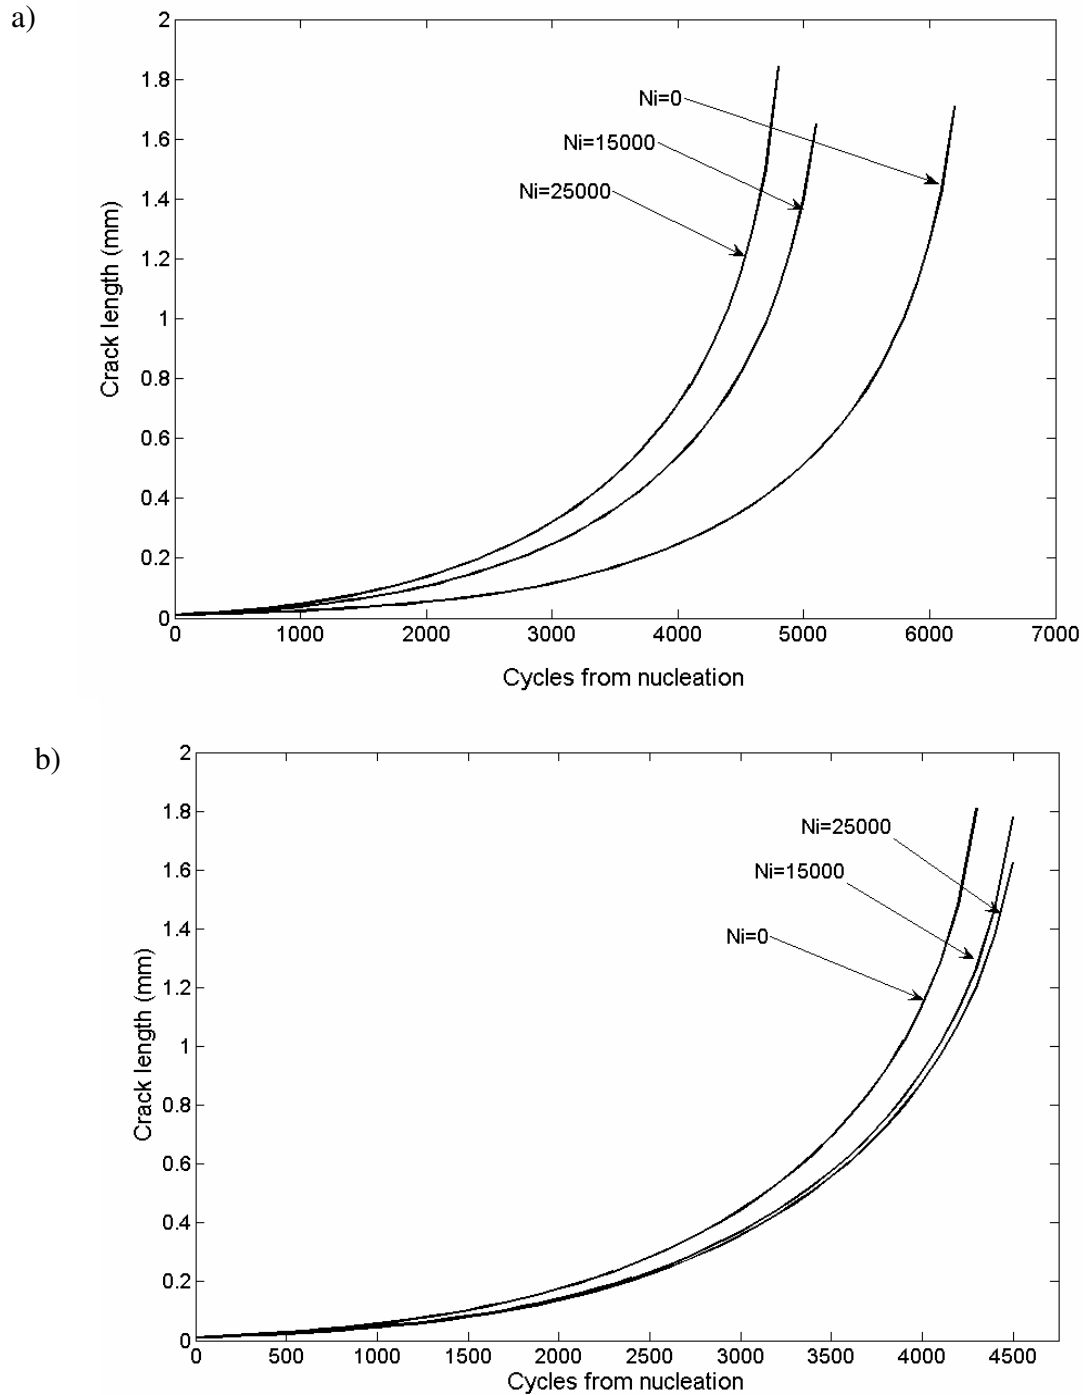 a)
2
1.8
1.6
1.4
1.2
1
0.8
0.6
0.4
0.2
0
Crack length (mm)
Ni=0
Ni=15000
Ni=25000
0 1000 2000 3000 4000 5000 6000 7000
Cycles from nucleation
b)
2
1.8
1.6
1.4
1.2
1
0.8
0.6
0.4
0.2
0
Crack length (mm)
Ni=25000
Ni=15000
Ni=0
0 500 1000 1500 2000 2500 3000 3500 4000 4500
Cycles from nucleation